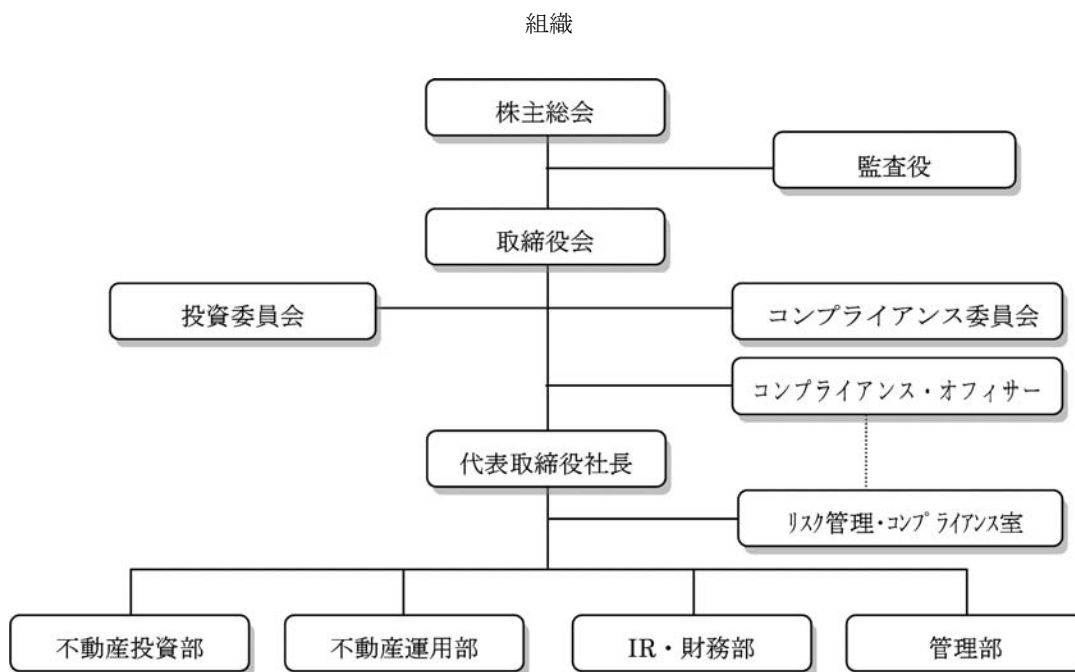 組織
株主総会
監査役
取締役会
投資委員会
コンプライアンス委員会
コンプライアンス・オフィサー
代表取締役社長
リスク管理・コンプライアンス室
不動産投資部
不動産運用部
IR・財務部
管理部